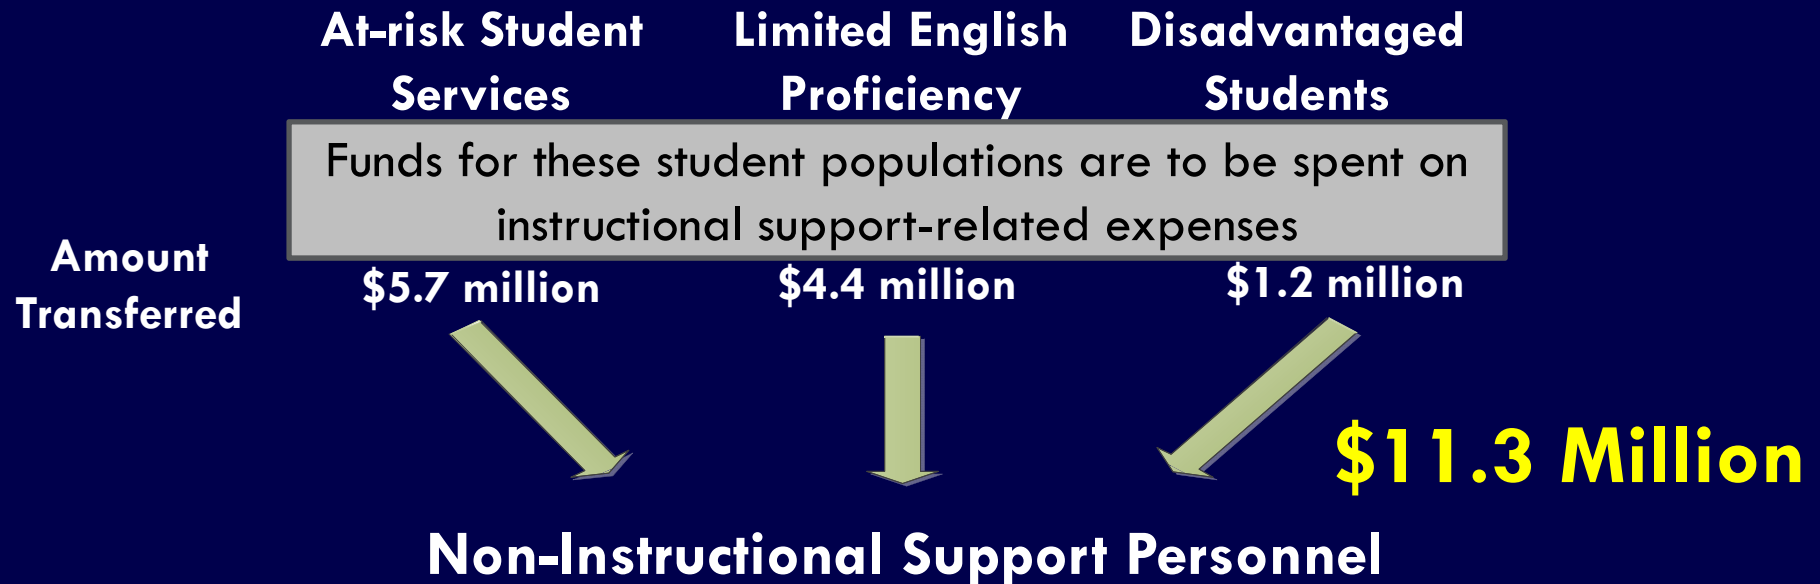 At-risk Student
Services
Limited English
Proficiency
Disadvantaged
Students
Funds for these student populations are to be spent on
instructional support-related expenses
Amount
Transferred
$5.7 million
$4.4 million
$1.2 million
$11.3 Million
Non-Instructional Support Personnel